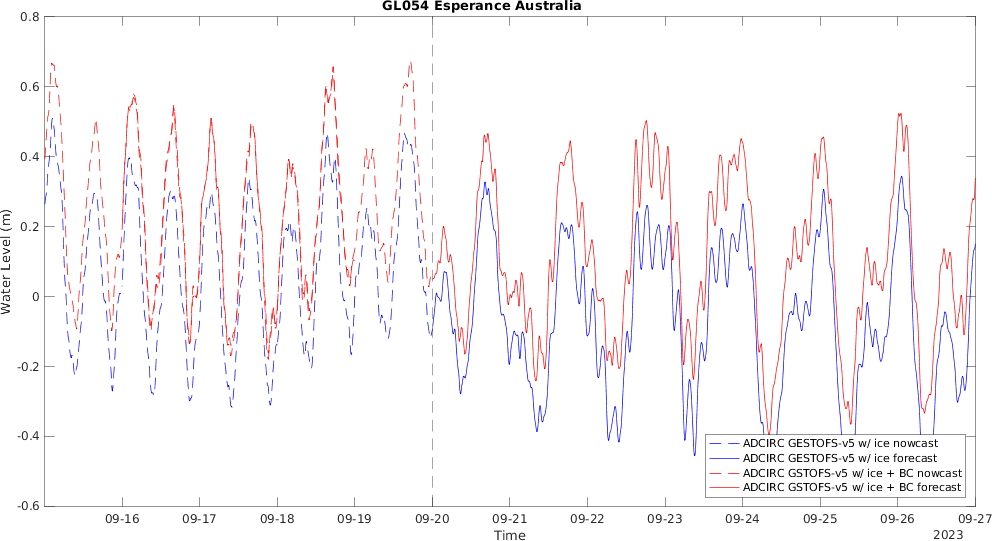 GL054 Esperance Australia
0.8
0.6
0.4
0.2
0
-0.2
-0.4
-0.6
Water Level (m)
ADCIRC GESTOFS-v5 w/ ice nowcast
ADCIRC GESTOFS-v5 w/ ice forecast
ADCIRC GSTOFS-v5 w/ ice + BC nowcast
ADCIRC GSTOFS-v5 w/ ice + BC forecast
09-16 09-17 09-18 09-19 09-20 09-21 09-22 09-23 09-24 09-25 09-26 09-27
Time
2023